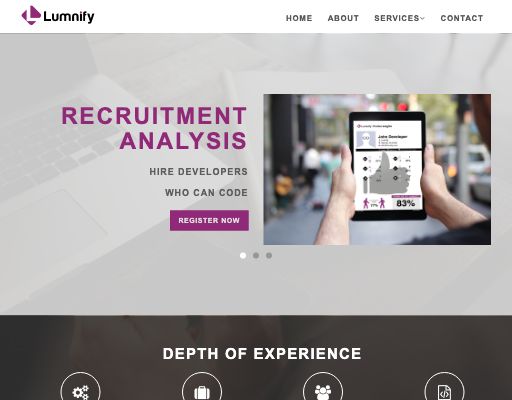 Lumnify
HOME ABOUT SERVICES CONTACT
RECRUITMENT
ANALYSIS
HIRE DEVELOPERS
WHO CAN CODE
REGISTER NOW
John Developer
77%
83%
DEPTH OF EXPERIENCE